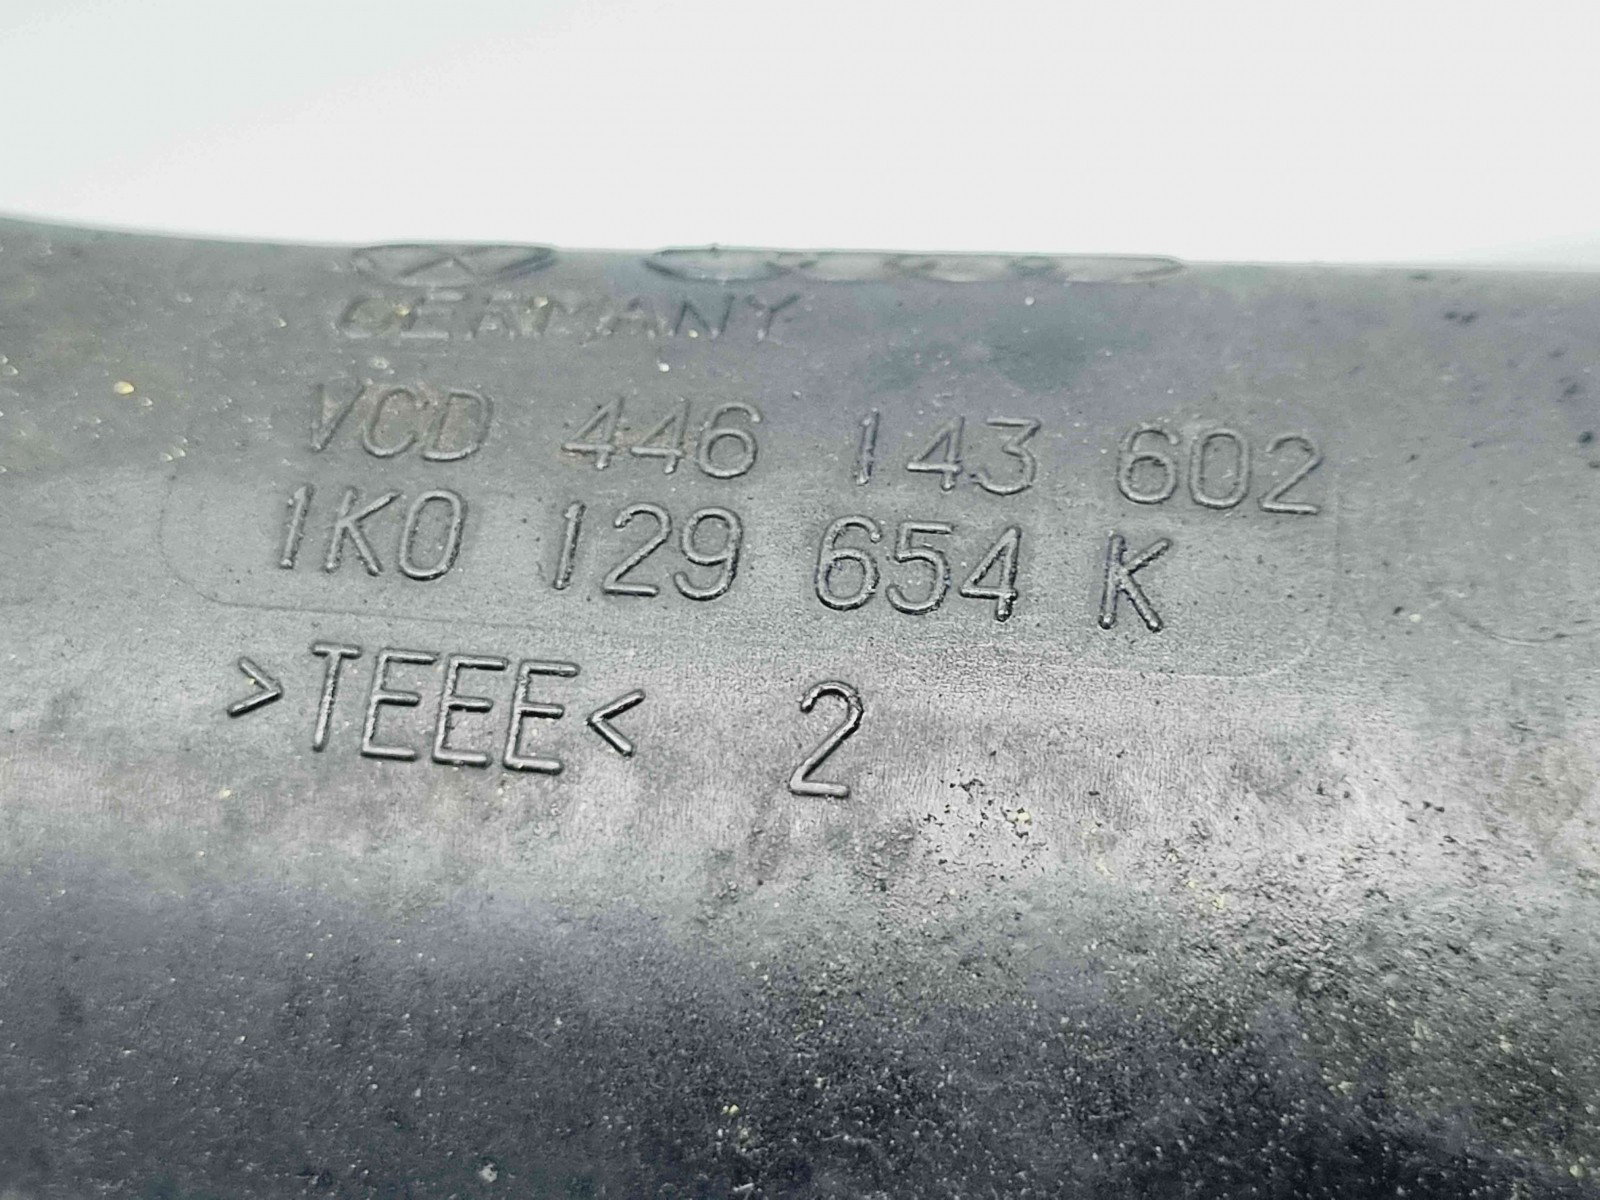 GERMANY
VCD 446 143 602
1K0 129 654 K
>TEEE< 2